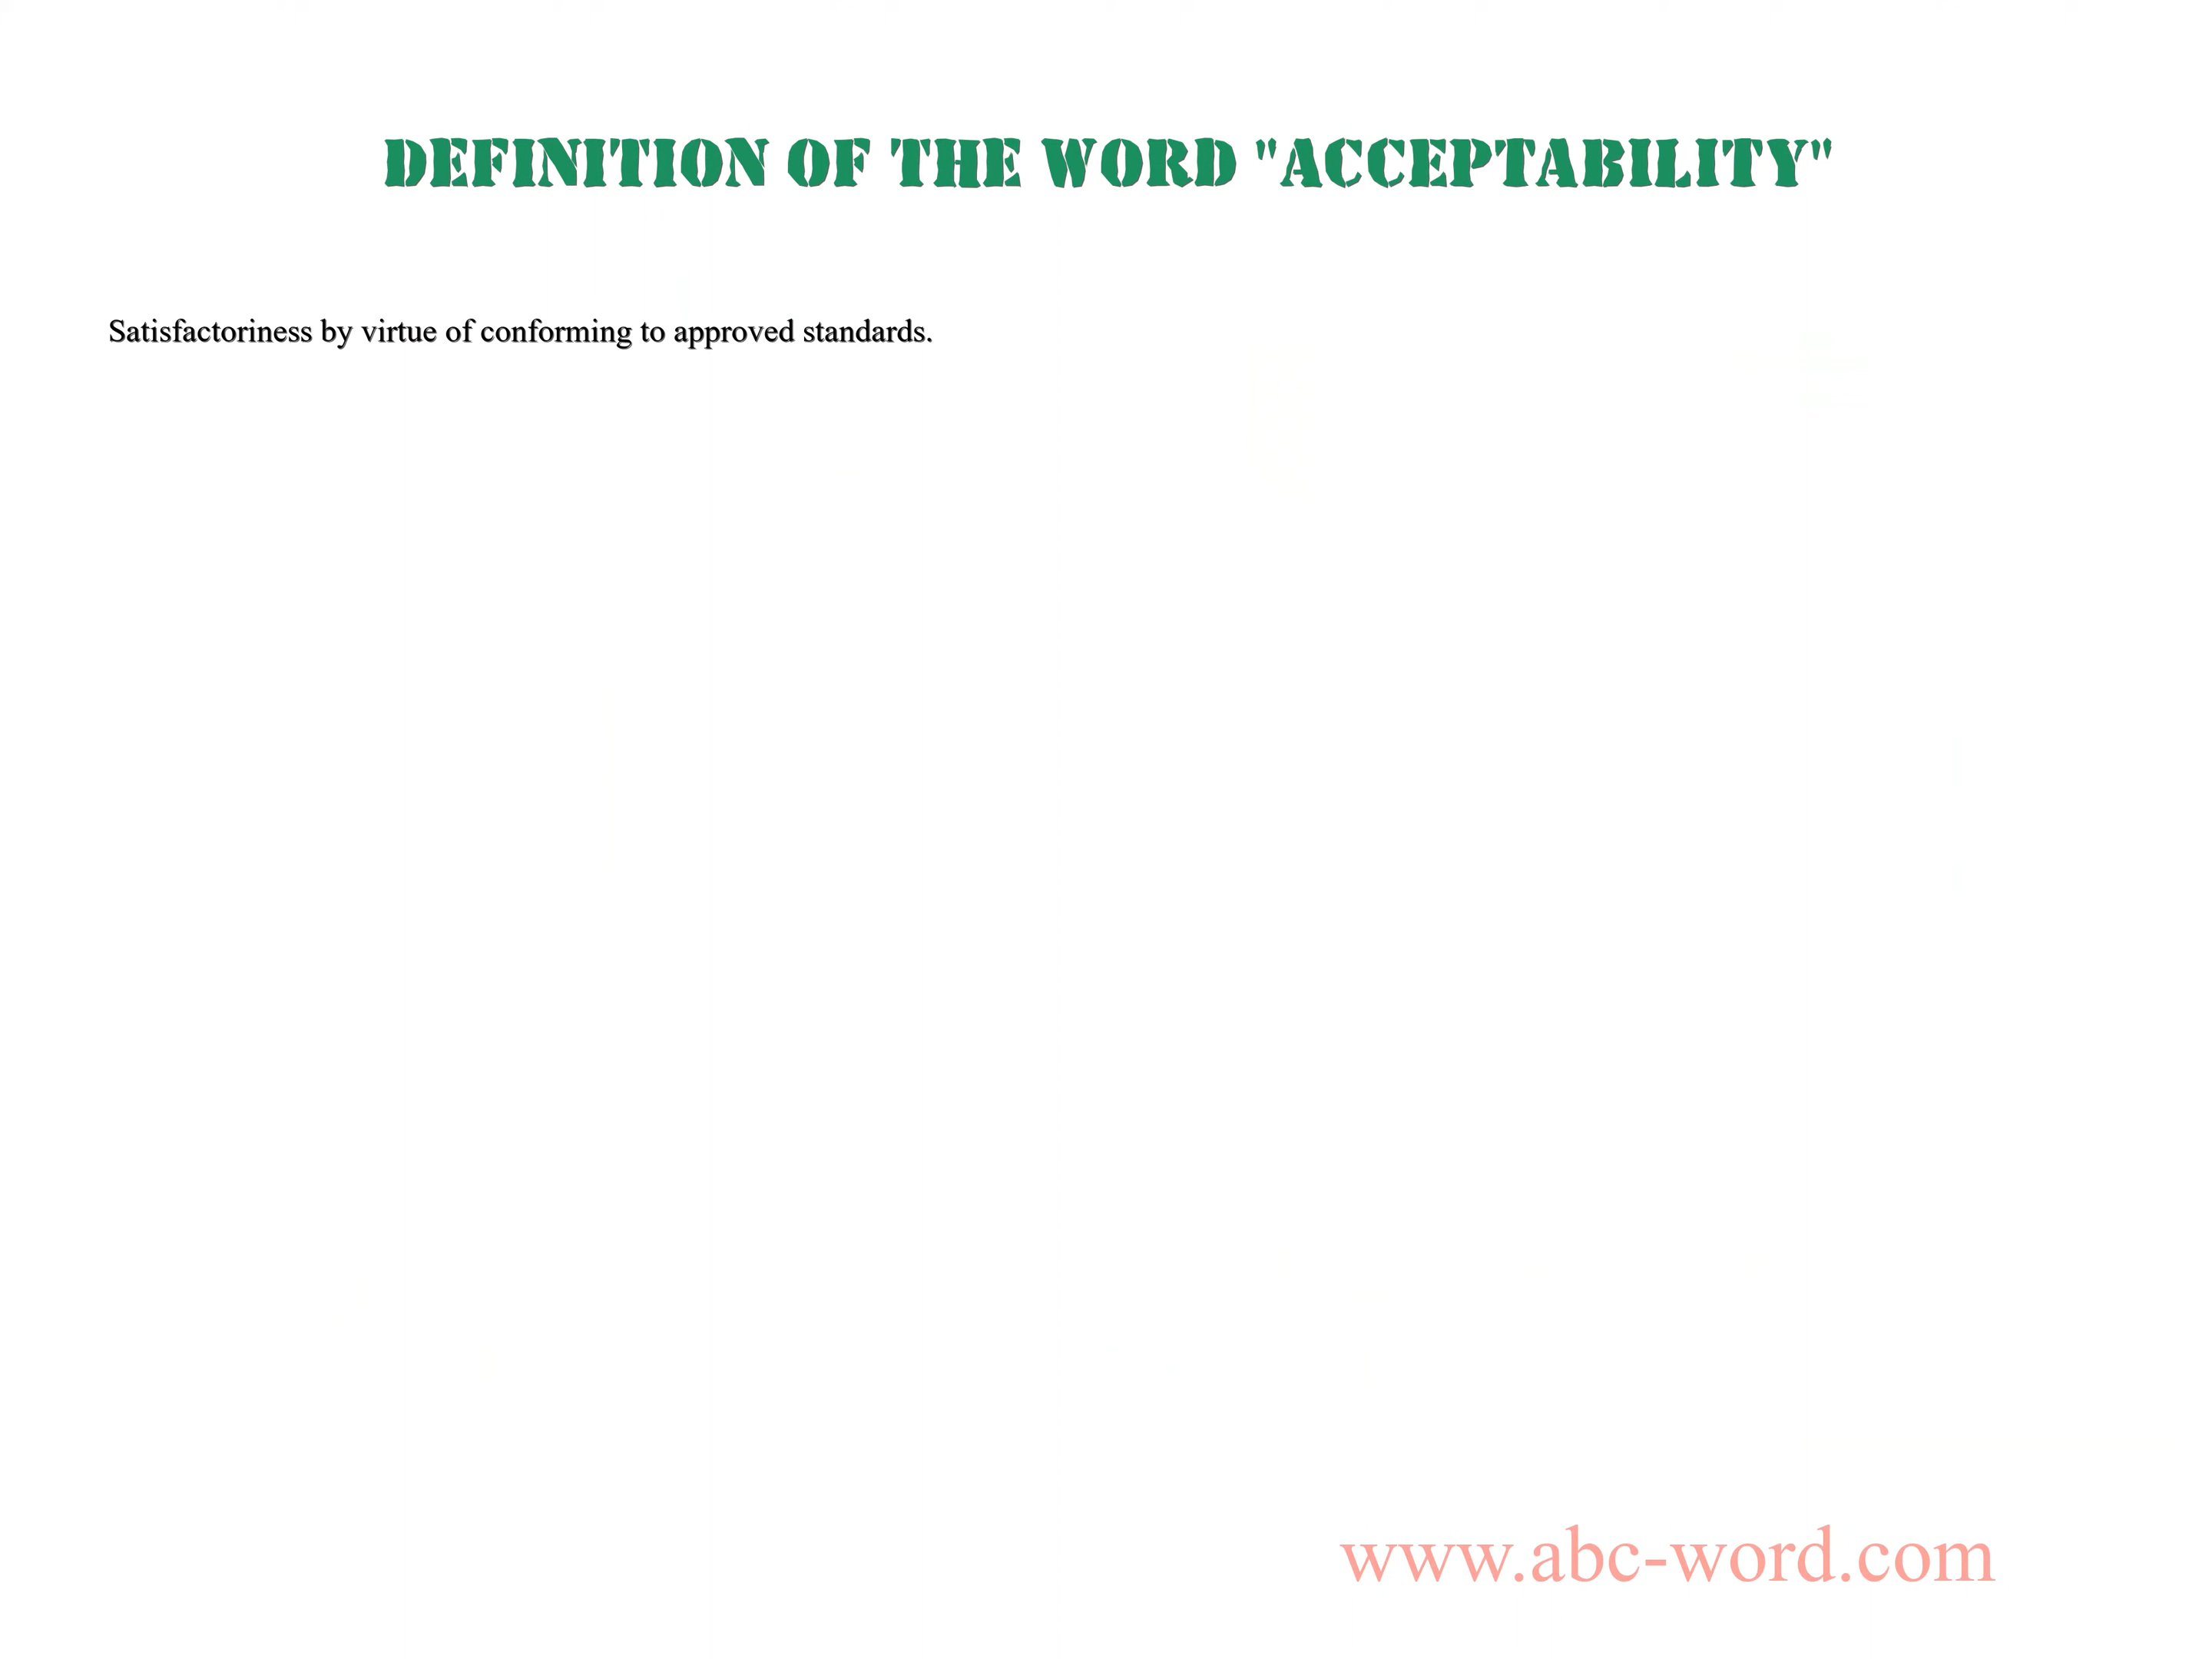 DEFINITION OF THE WORD "ACCEPTABILITY"
Satisfactoriness by virtue of conforming to approved standards.
www.abc-word.com